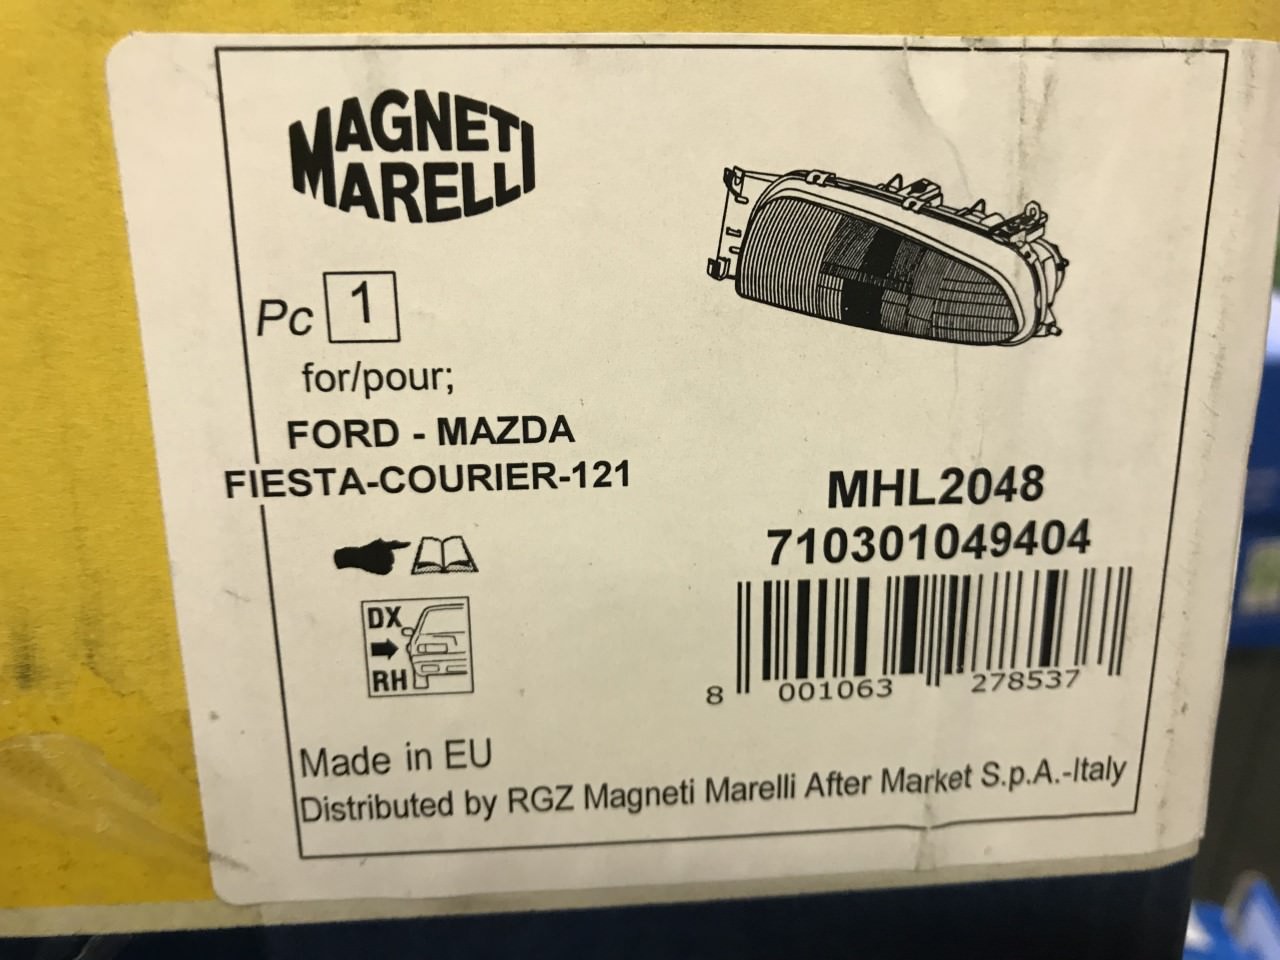 MAGNETI
MARELLI
Pc 1
for/pour;
FORD - MAZDA
FIESTA-COURIER-121
MHL2048
710301049404
DX
RH
8 001063 278537
Made in EU
Distributed by RGZ Magneti Marelli After Market S.p.A.-Italy